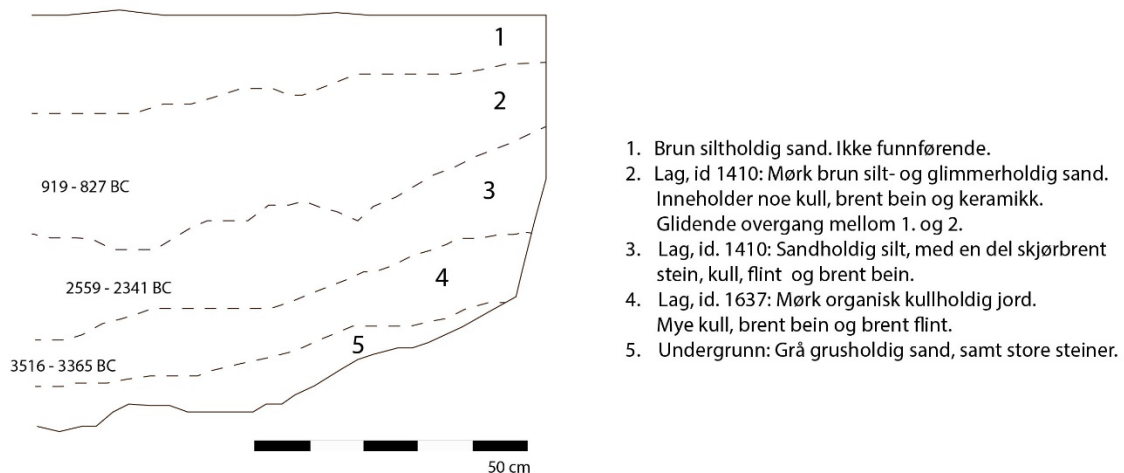 1
2
919 - 827 BC
3
2559 - 2341 BC
4
5
3516 - 3365 BC
50 cm
1. Brun siltholdig sand. Ikke funnførende.
2. Lag, id 1410: Mørk brun silt- og glimmerholdig sand.
Inneholder noe kull, brent bein og keramikk.
Glidende overgang mellom 1. og 2.
3. Lag, id. 1410: Sandholdig silt, med en del skjørbrent
stein, kull, flint og brent bein.
4. Lag, id. 1637: Mørk organisk kullholdig jord.
Mye kull, brent bein og brent flint.
5. Undergrunn: Grå grusholdig sand, samt store steiner.